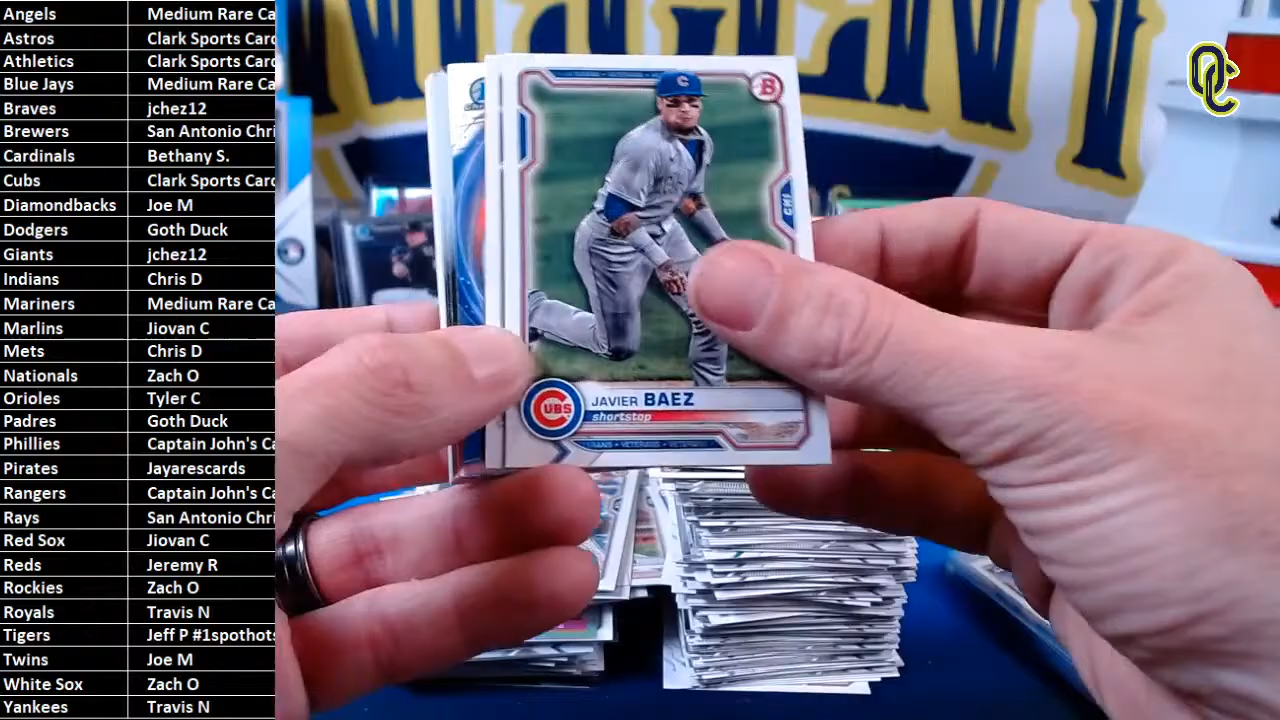 Angels Medium Rare Ca
Astros Clark Sports Card
Athletics Clark Sports Card
Blue Jays Medium Rare Ca
Braves jchez12
Brewers San Antonio Chri
Cardinals Bethany S.
Cubs Clark Sports Card
Diamondbacks Joe M
Dodgers Goth Duck
Giants jchez12
Indians Chris D
Mariners Medium Rare Ca
Marlins Jiovan C
Mets Chris D
Nationals Zach O
Orioles Tyler C
Padres Goth Duck
Phillies Captain John's Ca
Pirates Jayarescards
Rangers Captain John's Ca
Rays San Antonio Chri
Red Sox Jiovan C
Reds Jeremy R
Rockies Zach O
Royals Travis N
Tigers Jeff P #1spothots
Twins Joe M
White Sox Zach O
Yankees Travis N
OC
B
C
CHI
CUBS
JAVIER BAEZ
shortstop
VETERANS